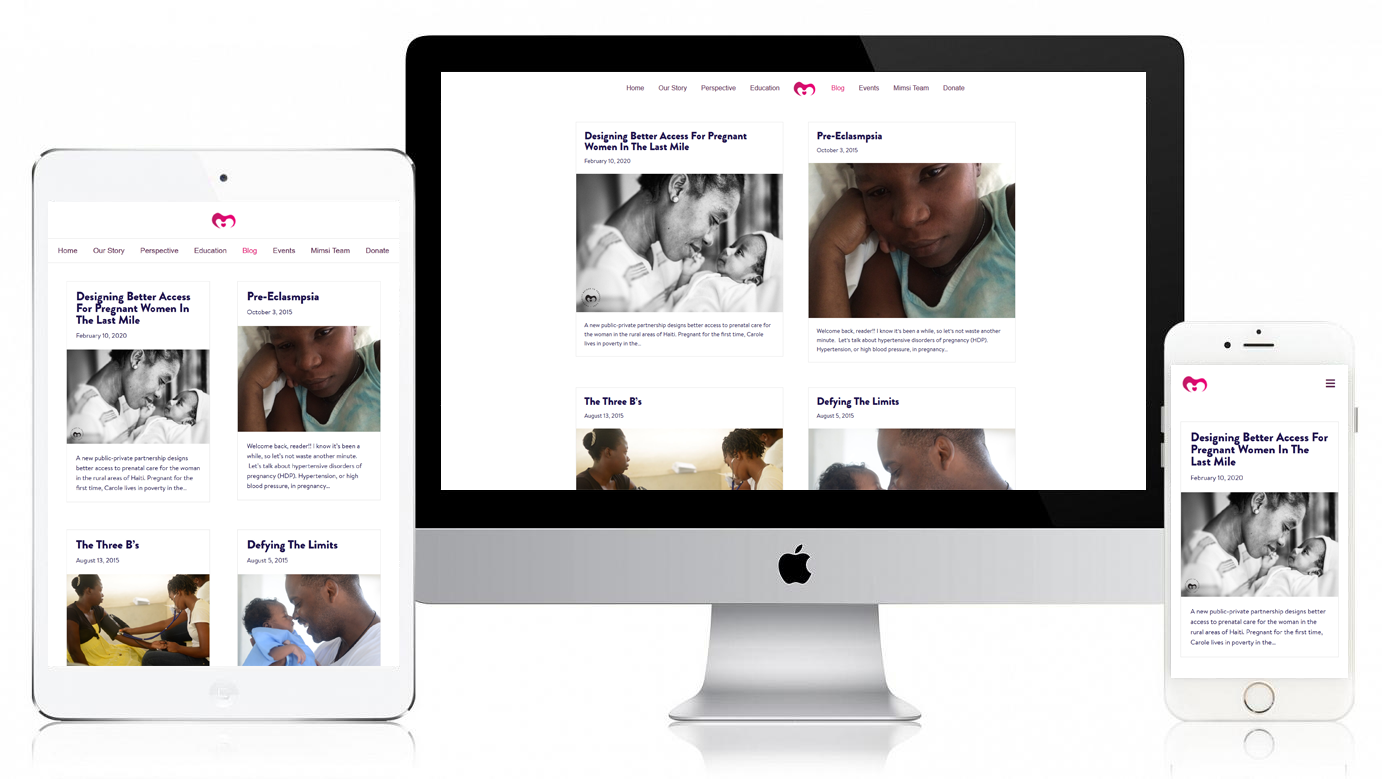 Home Our Story Perspective Education Blog Events Mimsi Team Donate
Designing Better Access For Pregnant
Women In The Last Mile
February 10, 2020
A new public-private partnership designs better access to prenatal care for
the woman in the rural areas of Haiti. Pregnant for the first time, Carole
lives in poverty in the...
Pre-Eclasmpsia
October 3, 2015
Welcome back, reader!! I know it's been a while, so let's not waste another
minute. Let's talk about hypertensive disorders of pregnancy (HDP).
Hypertension, or high blood pressure, in pregnancy...
The Three B's
August 13, 2015
Defying The Limits
August 5, 2015
Home Our Story Perspective Education Blog Events Mimsi Team Donate
Designing Better Access
For Pregnant Women In
The Last Mile
February 10, 2020
A new public-private partnership designs
better access to prenatal care for the woman
in the rural areas of Haiti. Pregnant for the
first time, Carole lives in poverty in the...
Pre-Eclasmpsia
October 3, 2015
Welcome back, reader!! I know it's been a
while, so let's not waste another minute.
Let's talk about hypertensive disorders of
pregnancy (HDP). Hypertension, or high
blood pressure, in pregnancy...
The Three B's
August 13, 2015
Defying The Limits
August 5, 2015
Designing Better Access For
Pregnant Women In The
Last Mile
February 10, 2020
A new public-private partnership designs better
access to prenatal care for the woman in the
rural areas of Haiti. Pregnant for the first time,
Carole lives in poverty in the...